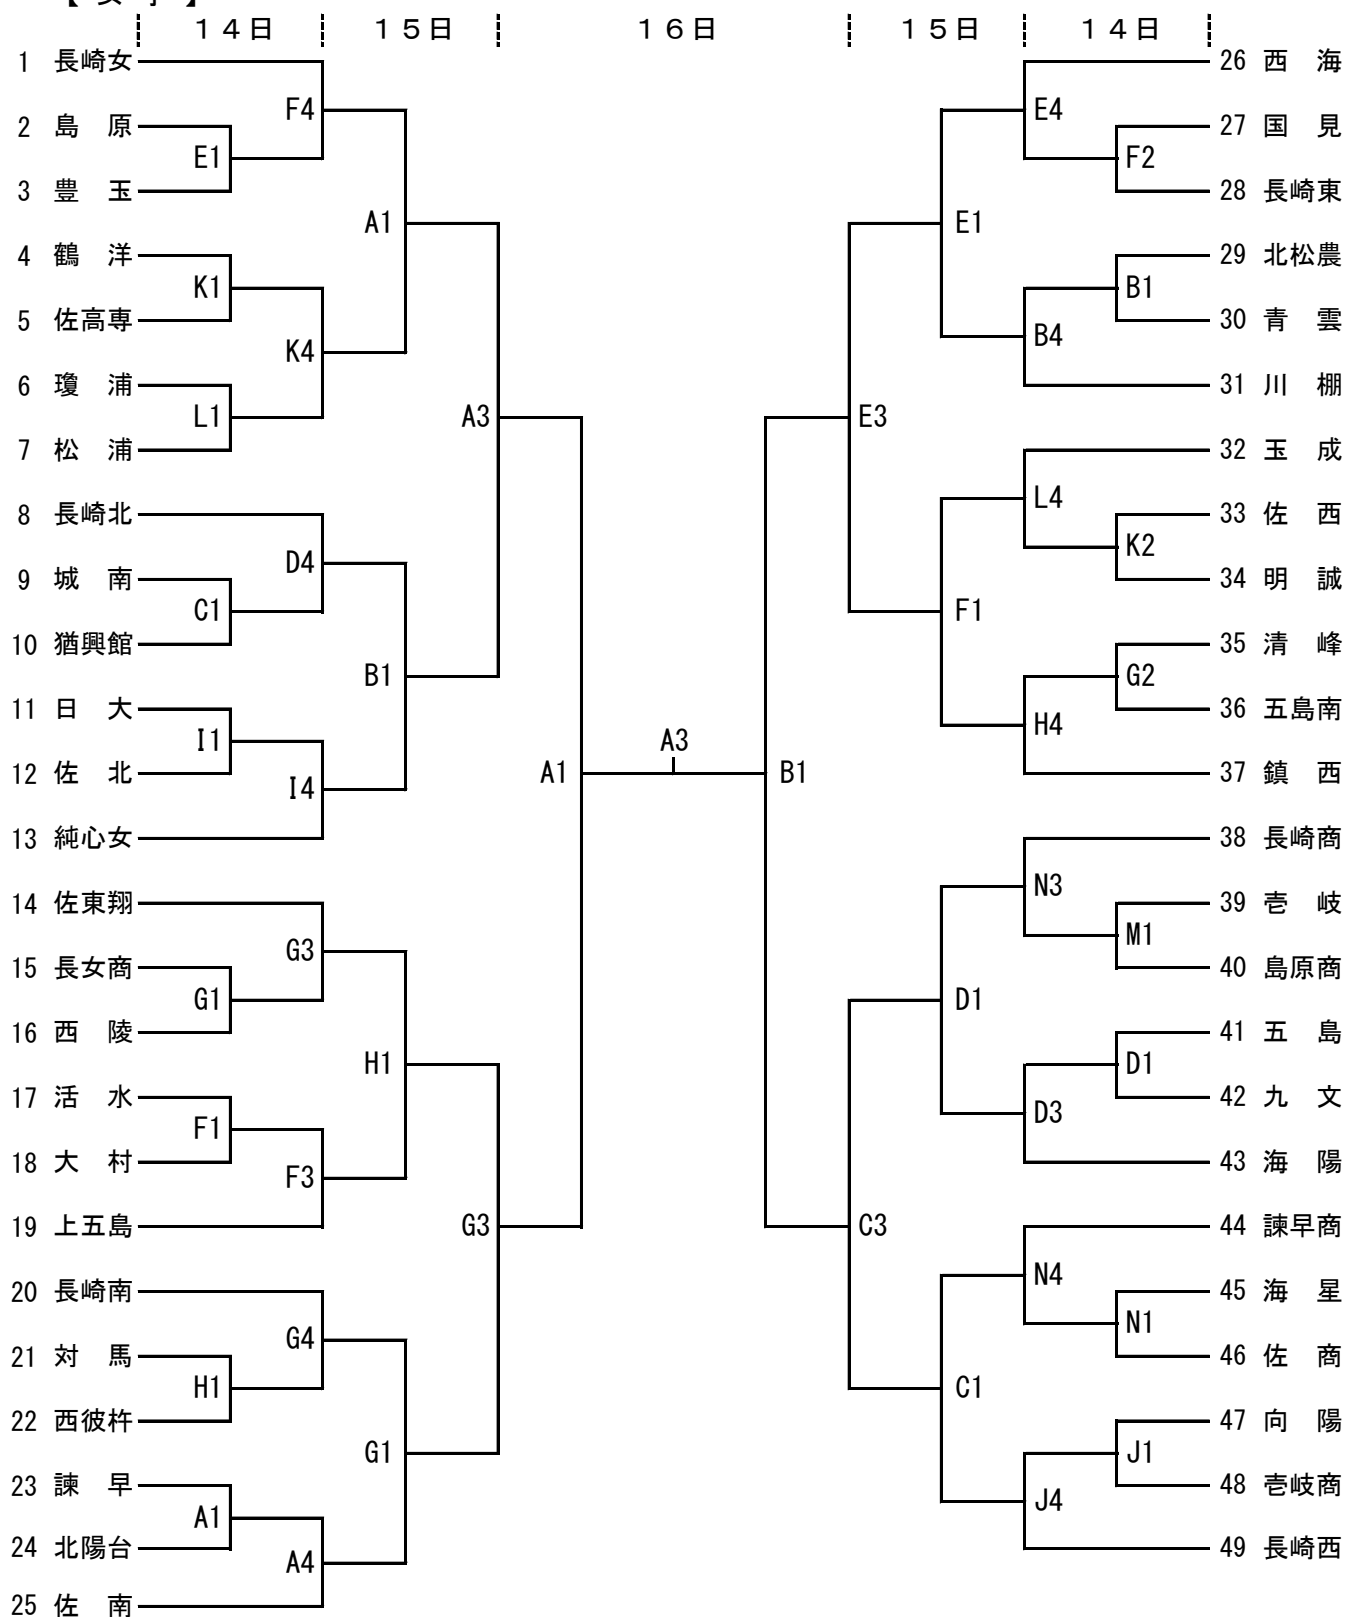 【 女 子 】
14日 15日 16日 15日 14日
1 長崎女
2 島 原
3 豊 玉
4 鶴 洋
5 佐高専
6 瓊 浦
7 松 浦
8 長崎北
9 城 南
10 猶興館
11 日 大
12 佐 北
13 純心女
14 佐東翔
15 長女商
16 西 陵
17 活 水
18 大 村
19 上五島
20 長崎南
21 対 馬
22 西彼杵
23 諫 早
24 北陽台
25 佐 南
F4
E1
K1
K4
L1
D4
C1
I1
I4
G3
G1
F1
F3
G4
H1
A1
A4
A1
B1
H1
G1
A3
G3
A1
A3
B1
E3
C3
E1
F1
D1
C1
E4
F2
B1
B4
L4
K2
G2
H4
N3
M1
D1
D3
N4
N1
J1
J4
26 西 海
27 国 見
28 長崎東
29 北松農
30 青 雲
31 川 棚
32 玉 成
33 佐 西
34 明 誠
35 清 峰
36 五島南
37 鎮 西
38 長崎商
39 壱 岐
40 島原商
41 五 島
42 九 文
43 海 陽
44 諫早商
45 海 星
46 佐 商
47 向 陽
48 壱岐商
49 長崎西